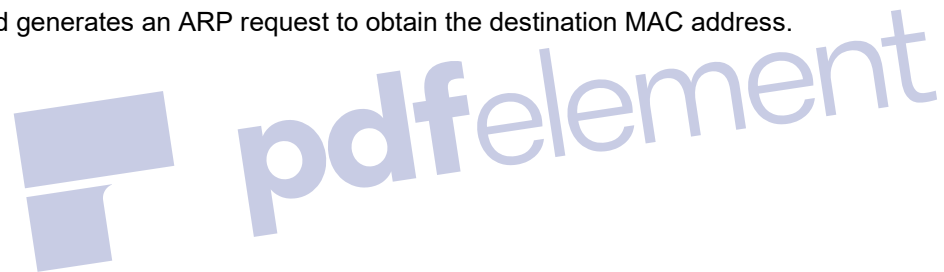 d generates an ARP request to obtain the destination MAC address.
pdfelement